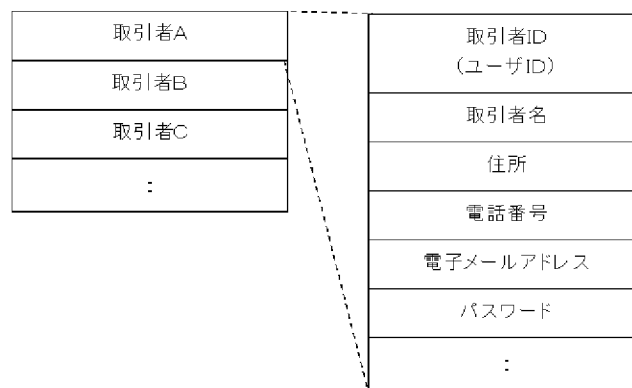 取引者A
取引者B
取引者C
：
取引者ID
（ユーザID）
取引者名
住所
電話番号
電子メールアドレス
パスワード
：